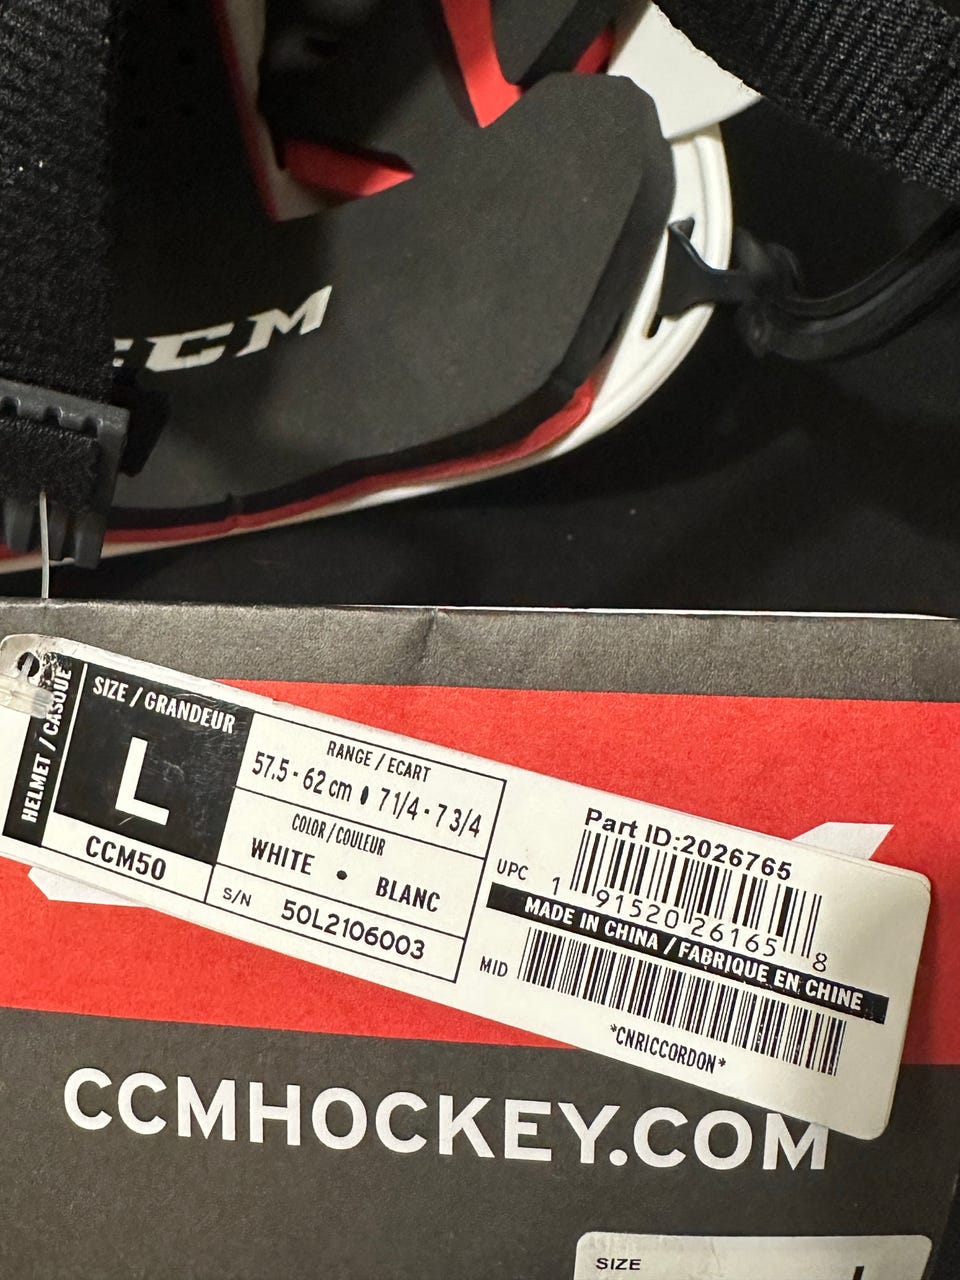 CCM
HELMET / CASQUE
SIZE / GRANDEUR
L
CCM50
RANGE / ECART
57.5 - 62 cm 7 1/4 - 7 3/4
COLOR / COULEUR
WHITE • BLANC
S/N 50L2106003
Part ID:2026765
UPC
1 91520 26165 8
MADE IN CHINA / FABRIQUE EN CHINE
MID
*CNRICCORDON*
CCMHOCKEY.COM
SIZE